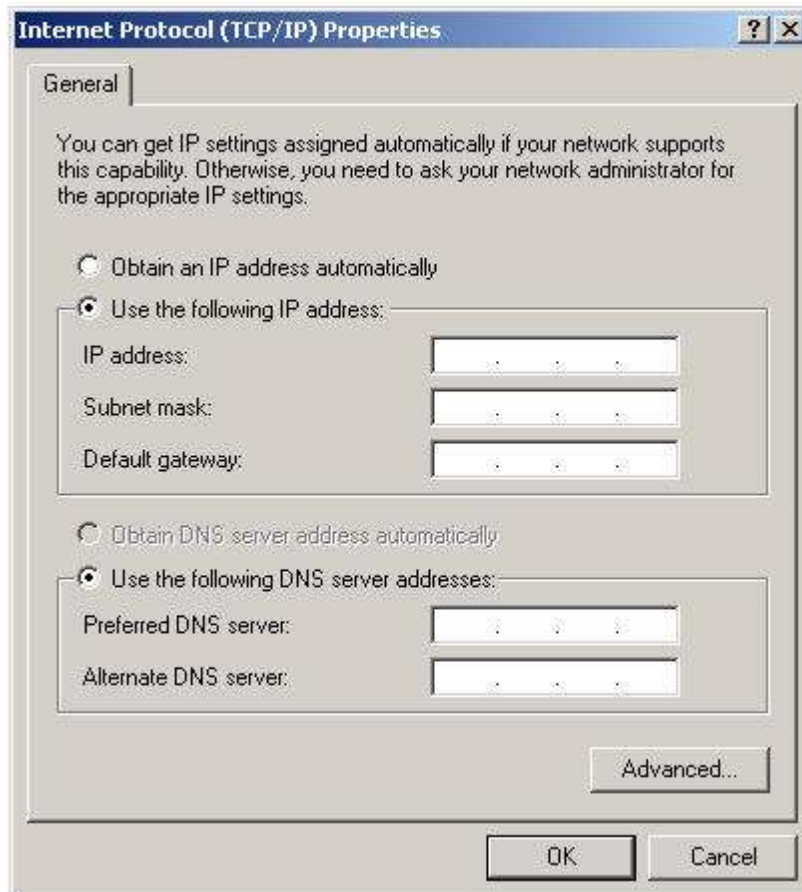 Internet Protocol (TCP/IP) Properties
General
You can get IP settings assigned automatically if your network supports
this capability. Otherwise, you need to ask your network administrator for
the appropriate IP settings.
Obtain an IP address automatically
Use the following IP address:
IP address:
Subnet mask:
Default gateway:
Obtain DNS server address automatically
Use the following DNS server addresses:
Preferred DNS server:
Alternate DNS server:
Advanced...
OK
Cancel